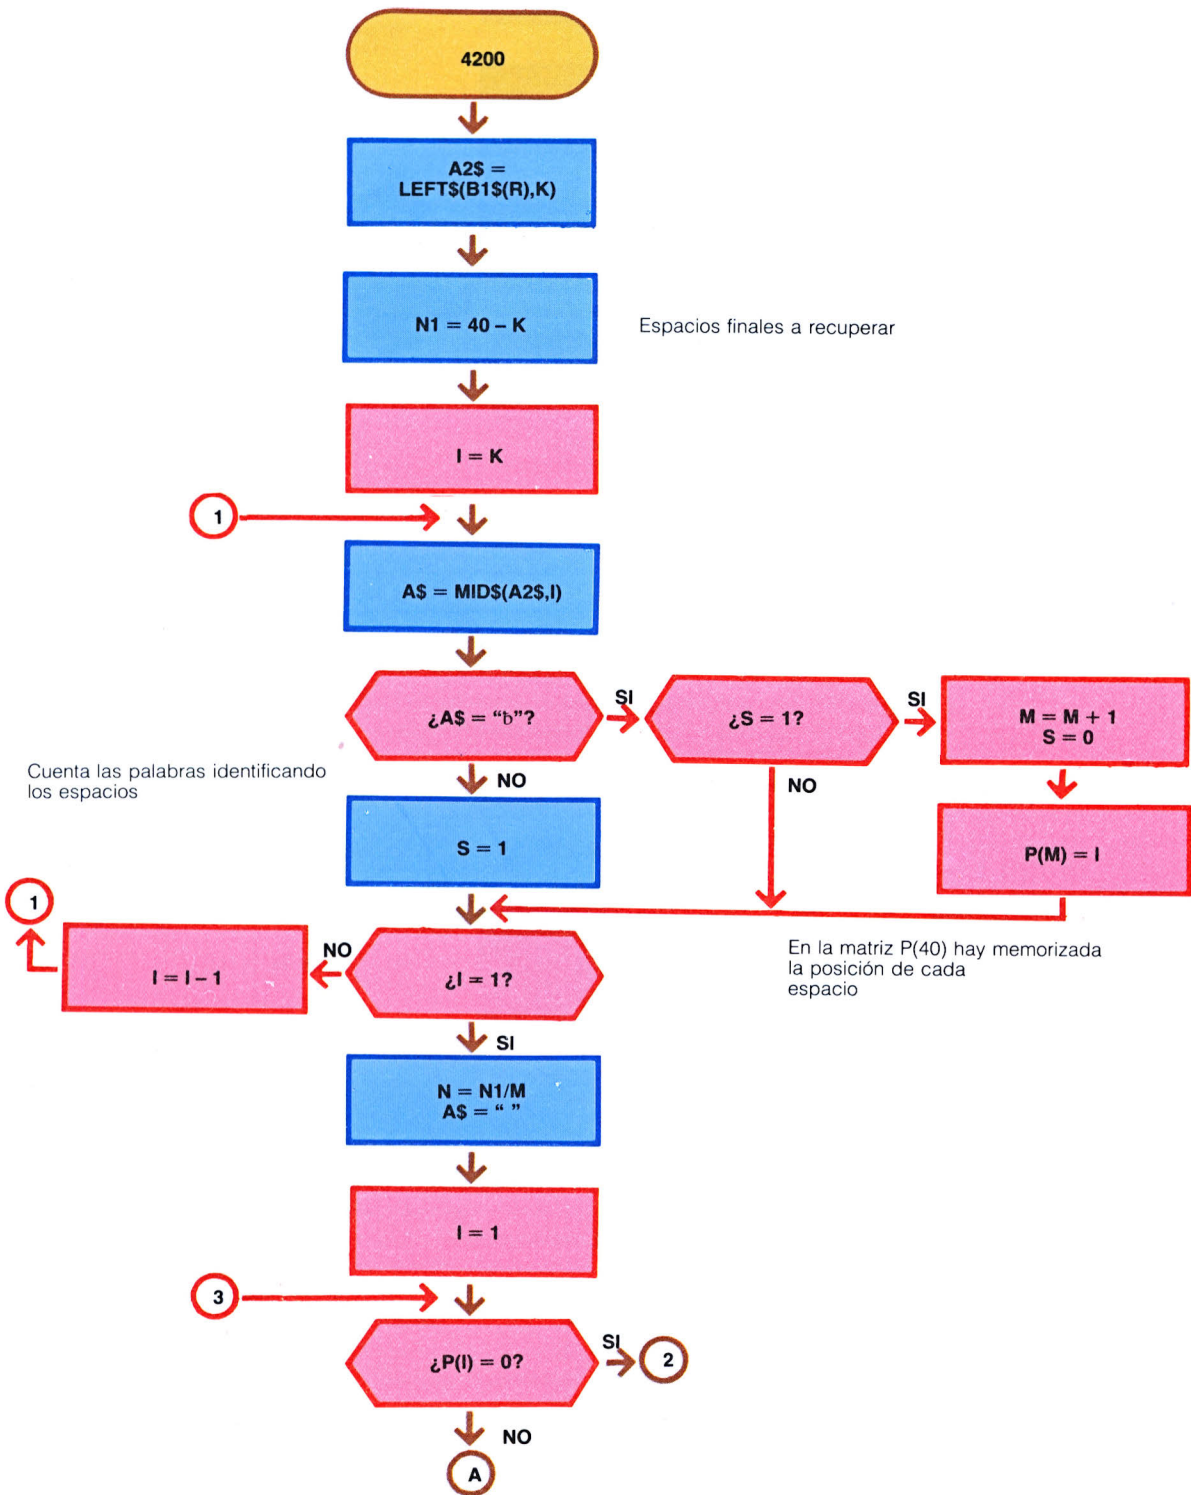 4200
A2$ =
LEFT$(B1$(R),K)
N1 = 40 – K
Espacios finales a recuperar
I = K
1
A$ = MID$(A2$,I)
¿A$ = “ƀ”?
SI
¿S = 1?
SI
M = M + 1
S = 0
Cuenta las palabras identificando
los espacios
NO
NO
S = 1
P(M) = I
1
I = I – 1
NO
¿I = 1?
En la matriz P(40) hay memorizada
la posición de cada
espacio
SI
N = N1/M
A$ = “ ”
I = 1
3
¿P(I) = 0?
SI
2
NO
A